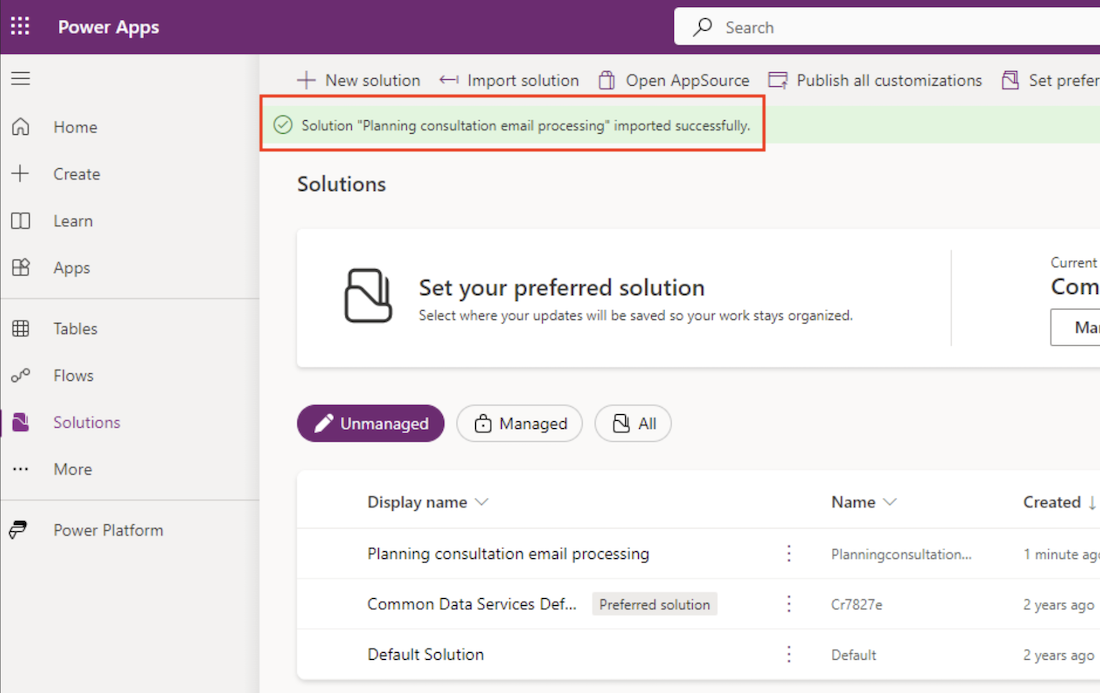 Power Apps
Search
New solution
Import solution
Open AppSource
Publish all customizations
Set prefer
Solution "Planning consultation email processing" imported successfully.
Home
Create
Learn
Apps
Tables
Flows
Solutions
More
Power Platform
Solutions
Set your preferred solution
Select where your updates will be saved so your work stays organized.
Current
Com
Ma
Unmanaged
Managed
All
Display name
Name
Created
Planning consultation email processing
Planningconsultation...
1 minute ago
Common Data Services Def...
Preferred solution
Cr7827e
2 years ago
Default Solution
Default
2 years ago